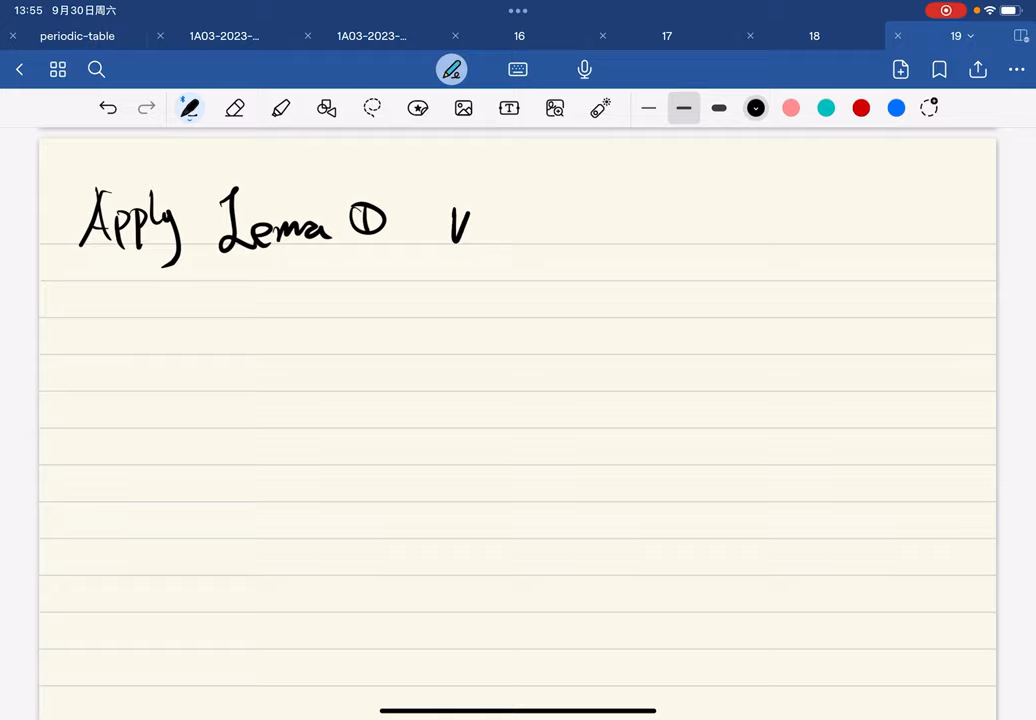 13:55 9月30日周六
periodic-table 1A03-2023-... 1A03-2023-... 16 17 18 19
Apply Lema ① V